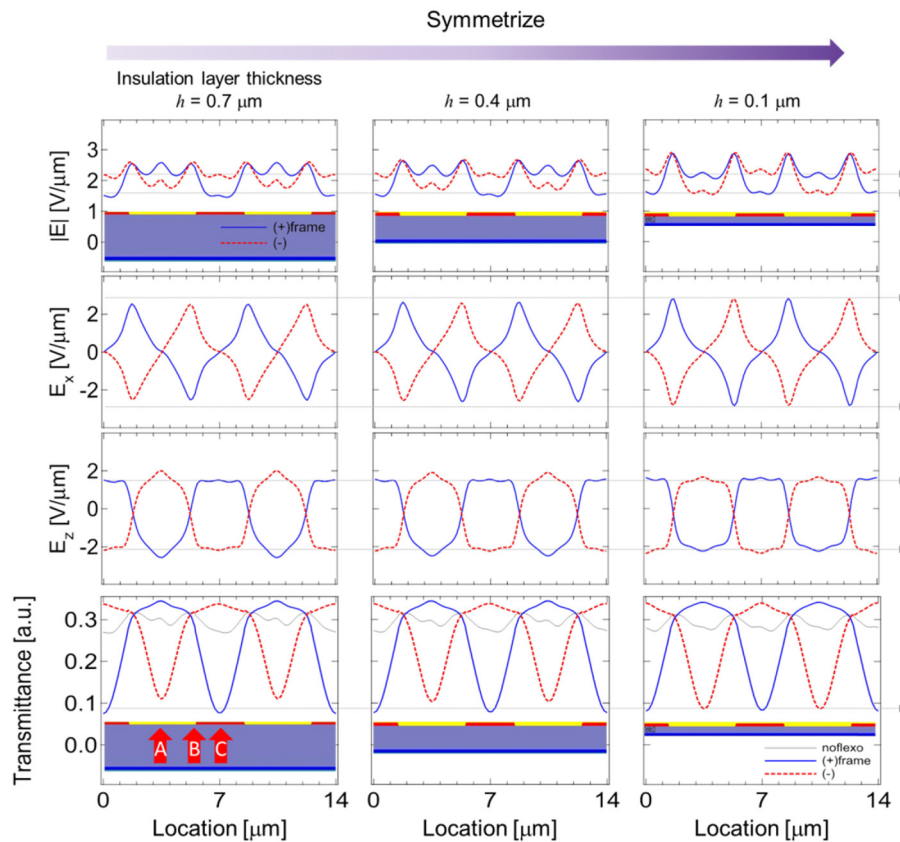 Symmetrize
Insulation layer thickness
h = 0.7 μm
h = 0.4 μm
h = 0.1 μm
|E| [V/μm]
3
2
1
0
(+)frame
(-)
Ex [V/μm]
2
0
-2
Ez [V/μm]
2
0
-2
Transmittance [a.u.]
0.3
0.2
0.1
0.0
A B C
noflexo
(+)frame
(-)
0 7 14 0 7 14 0 7 14
Location [μm] Location [μm] Location [μm]